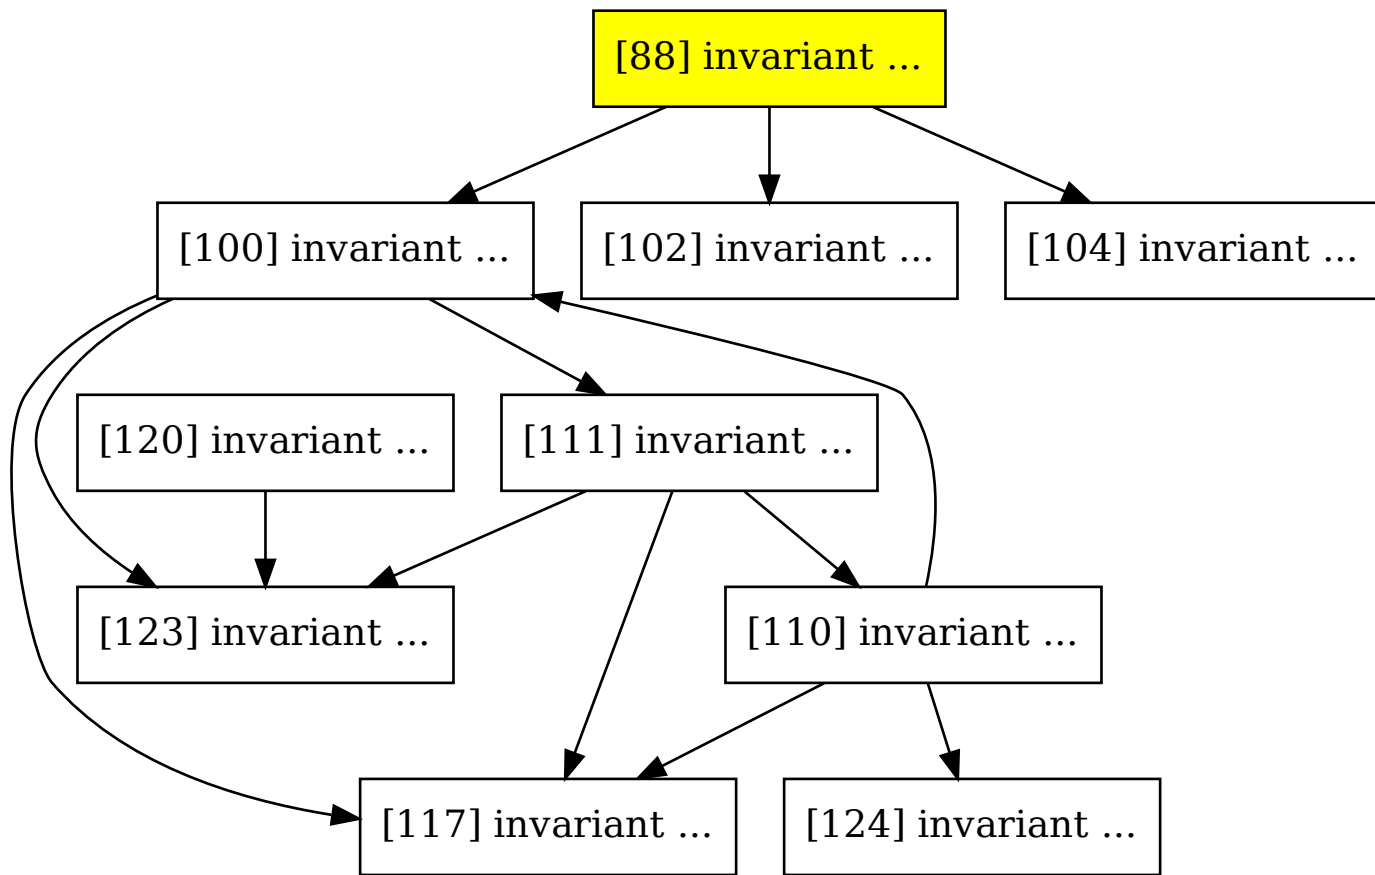 [88] invariant ...
[100] invariant ...
[102] invariant ...
[104] invariant ...
[120] invariant ...
[111] invariant ...
[123] invariant ...
[110] invariant ...
[117] invariant ...
[124] invariant ...